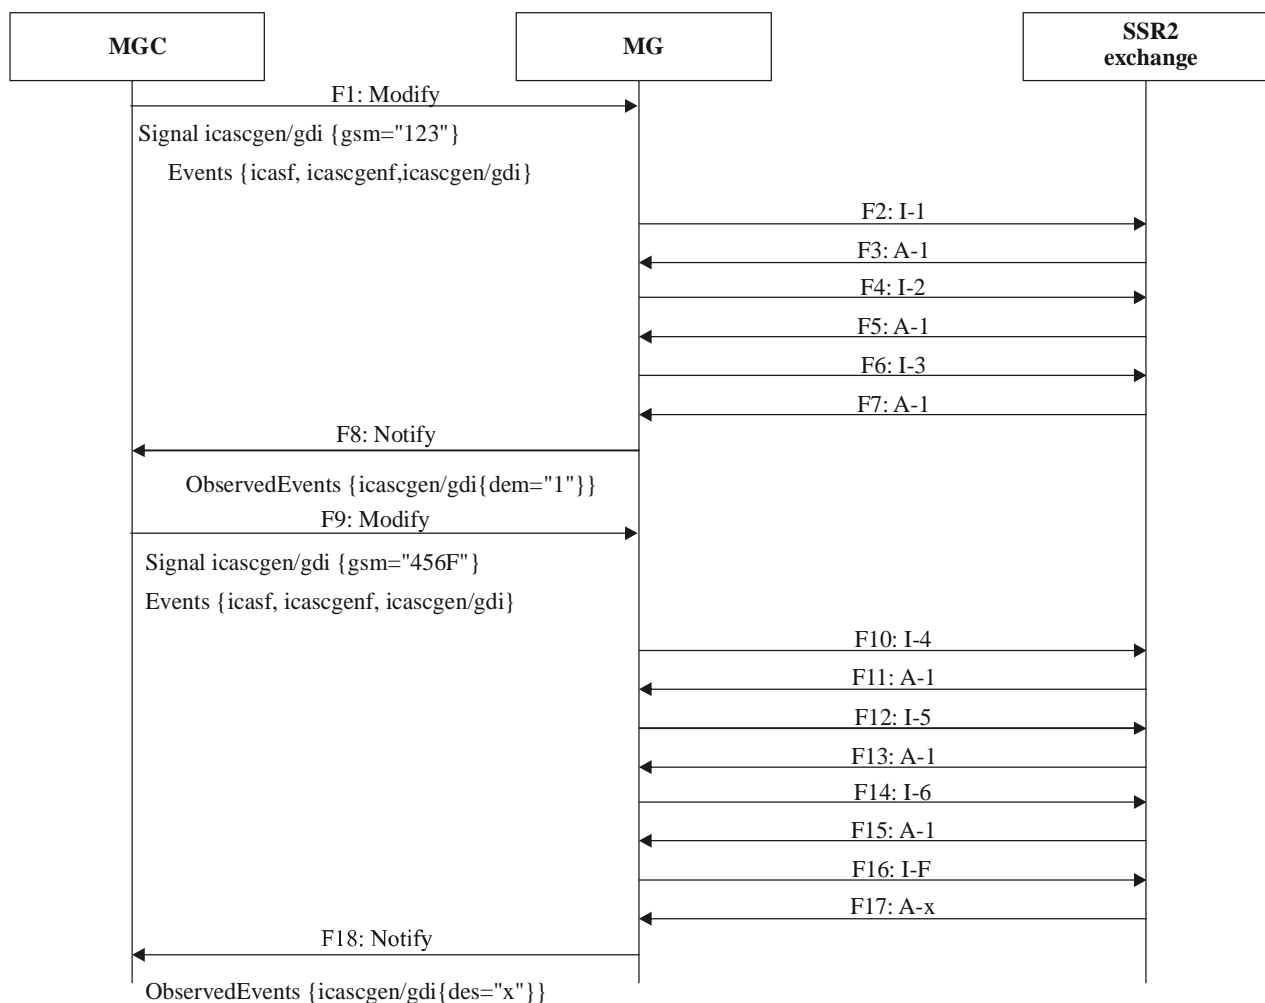 MGC
MG
SSR2
exchange
F1: Modify
Signal icascgen/gdi {gsm="123"}
Events {icasf, icascgenf,icascgen/gdi}
F2: I-1
F3: A-1
F4: I-2
F5: A-1
F6: I-3
F7: A-1
F8: Notify
ObservedEvents {icascgen/gdi{dem="1"}}
F9: Modify
Signal icascgen/gdi {gsm="456F"}
Events {icasf, icascgenf, icascgen/gdi}
F10: I-4
F11: A-1
F12: I-5
F13: A-1
F14: I-6
F15: A-1
F16: I-F
F17: A-x
F18: Notify
ObservedEvents {icascgen/gdi{des="x"}}